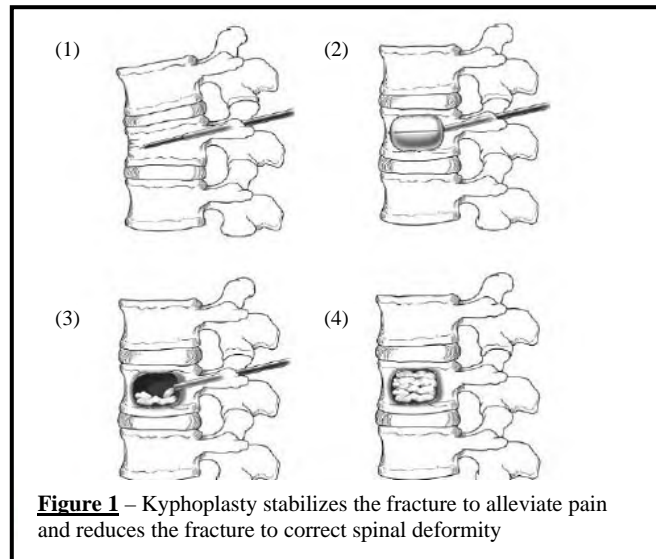 (1)
(2)
(3)
(4)
Figure 1 – Kyphoplasty stabilizes the fracture to alleviate pain
and reduces the fracture to correct spinal deformity